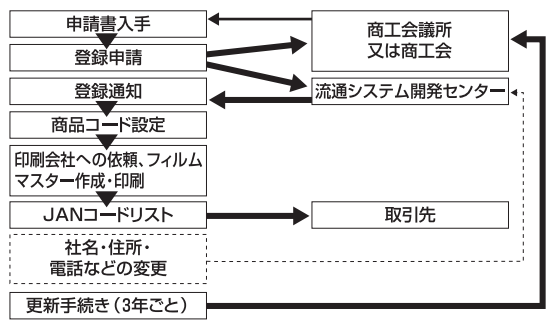 申請書入手
商工会議所
又は商工会
登録申請
登録通知
流通システム開発センター
商品コード設定
印刷会社への依頼、フィルム
マスター作成・印刷
JANコードリスト
取引先
社名・住所・
電話などの変更
更新手続き（3年ごと）